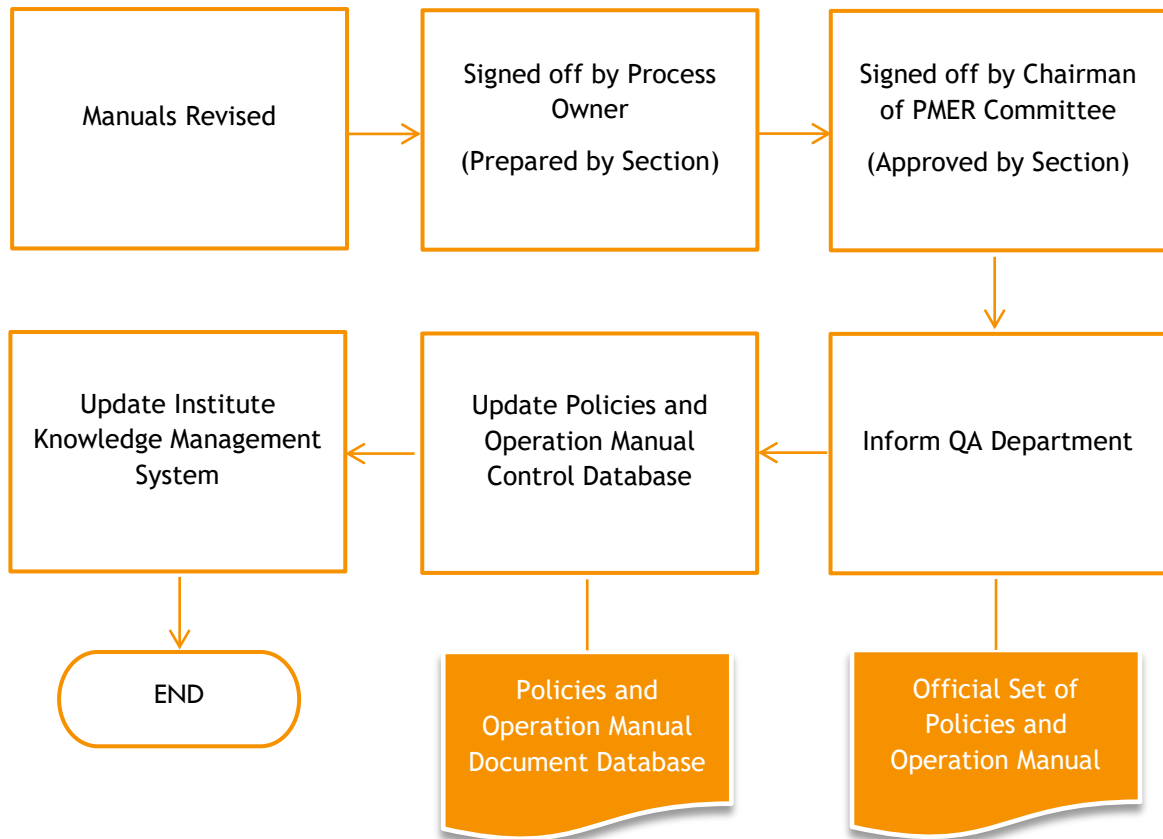 Manuals Revised
Signed off by Process
Owner
(Prepared by Section)
Signed off by Chairman
of PMER Committee
(Approved by Section)
Inform QA Department
Update Policies and
Operation Manual
Control Database
Update Institute
Knowledge Management
System
END
Policies and
Operation Manual
Document Database
Official Set of
Policies and
Operation Manual